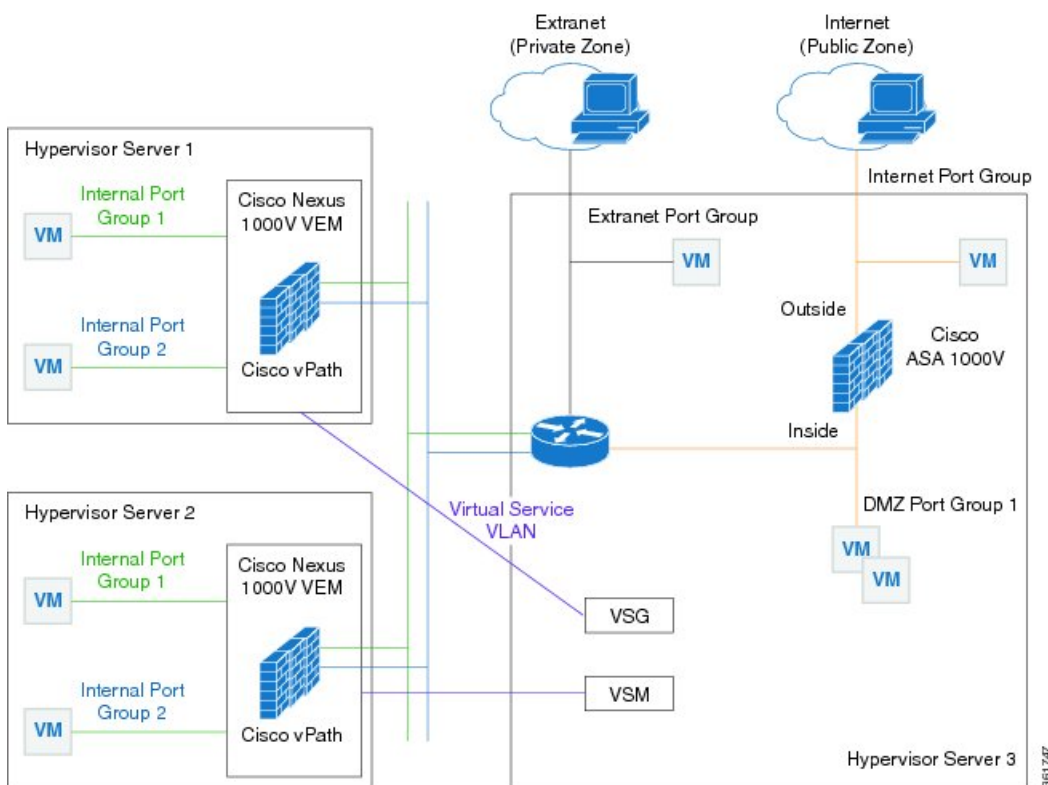 Extranet
(Private Zone)
Internet
(Public Zone)
Hypervisor Server 1
Internal Port
Group 1
VM
Internal Port
Group 2
VM
Cisco Nexus
1000V VEM
Cisco vPath
Internet Port Group
Extranet Port Group
VM
VM
Outside
Cisco
ASA 1000V
Inside
Virtual Service
VLAN
DMZ Port Group 1
VM
VM
Hypervisor Server 2
Internal Port
Group 1
VM
Internal Port
Group 2
VM
Cisco Nexus
1000V VEM
Cisco vPath
VSG
VSM
Hypervisor Server 3
361747